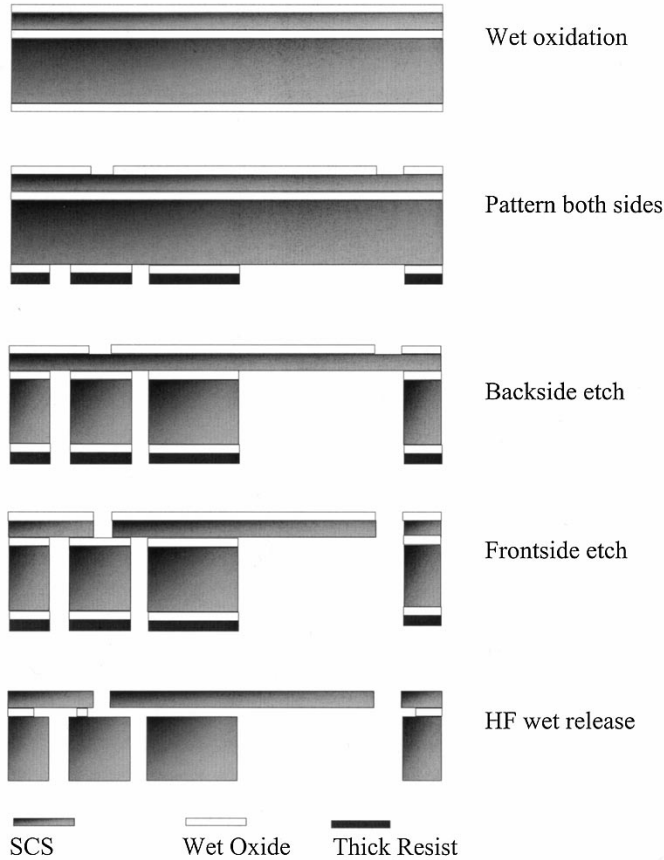 Wet oxidation
Pattern both sides
Backside etch
Frontside etch
HF wet release
SCS
Wet Oxide
Thick Resist